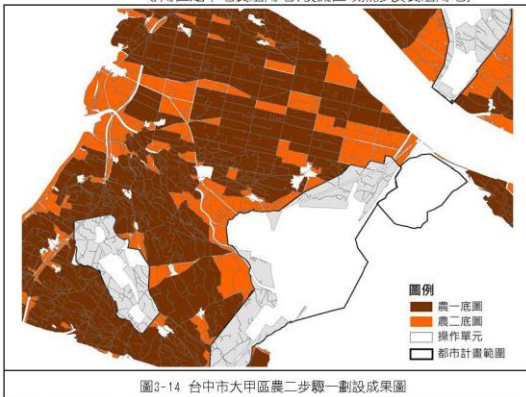 圖例
農一底圖
農二底圖
操作單元
都市計畫範圍
圖3-14 台中市大甲區農二步驟一劃設成果圖